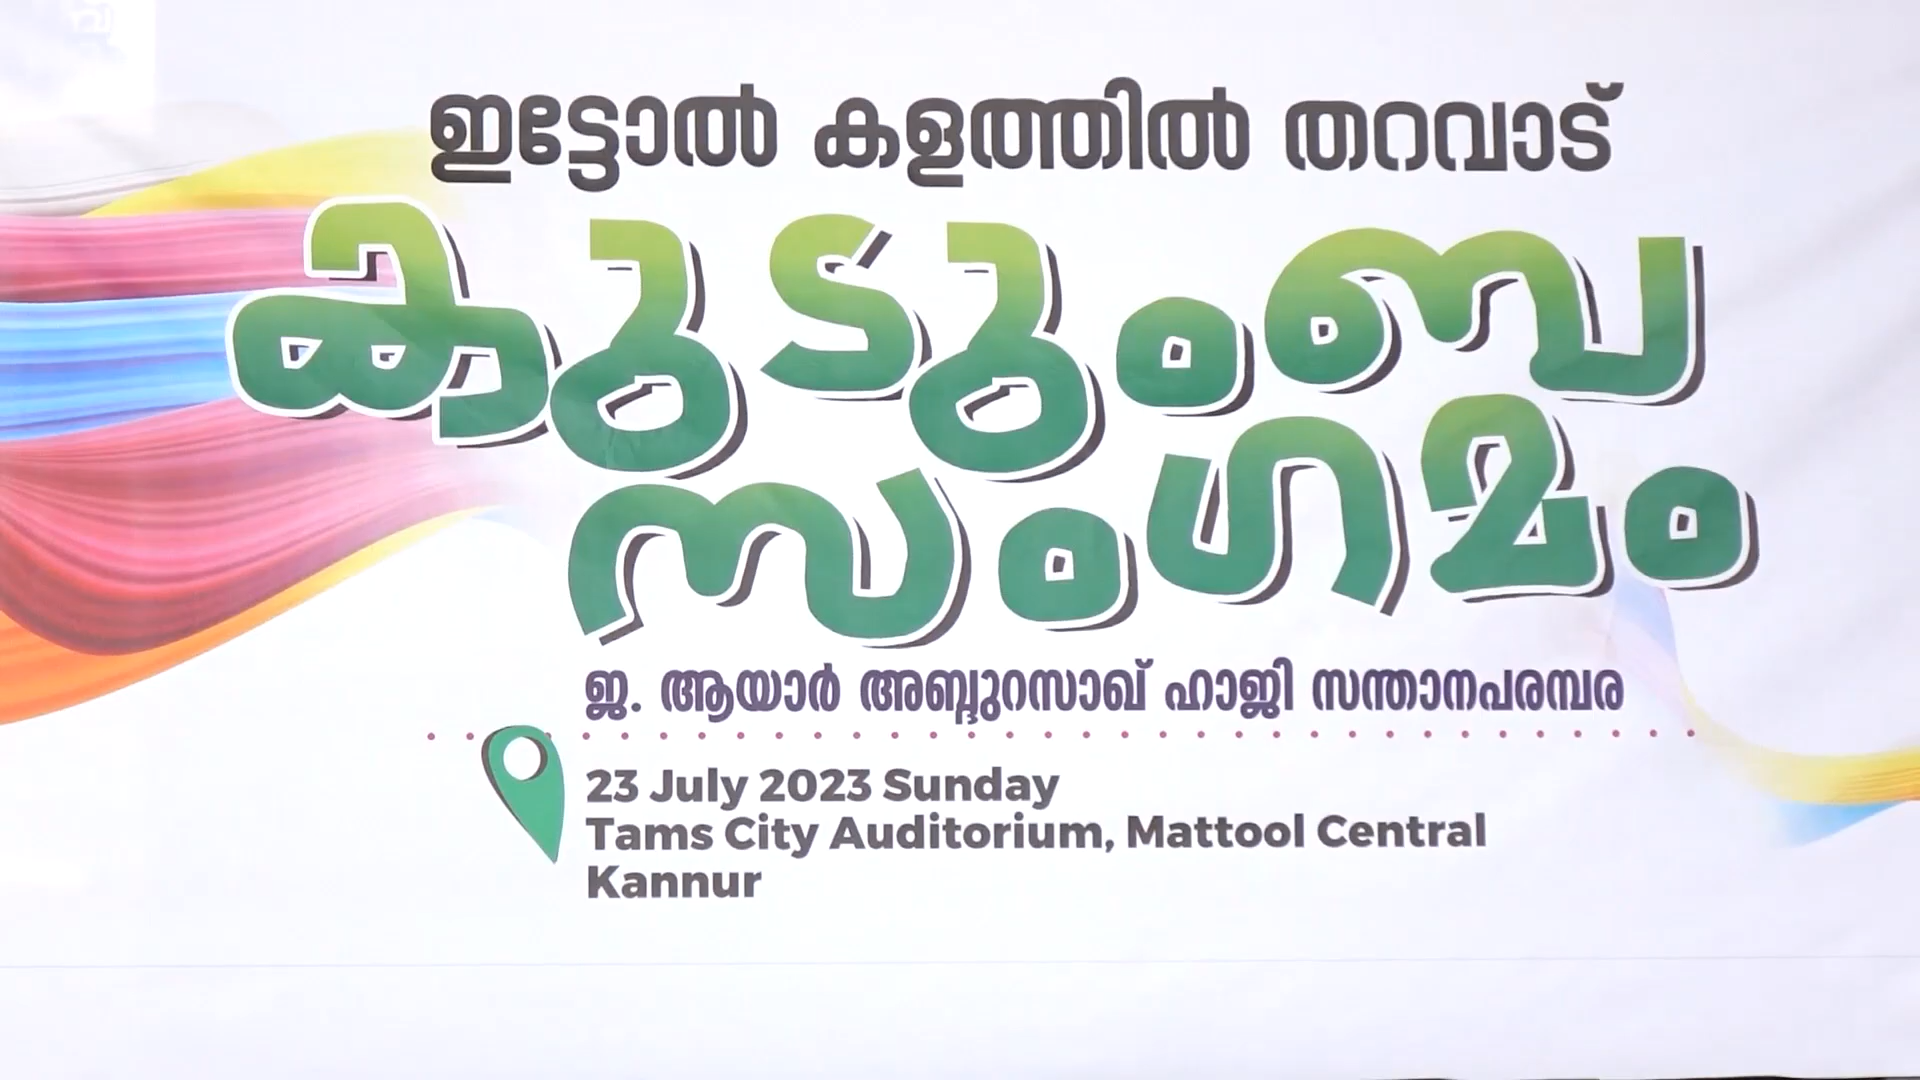 ഇട്ടോൽ കളത്തിൽ തറവാട്
കുടുംബ
സംഗമം
ജ. ആയാർ അബ്ദുറസാഖ് ഹാജി സന്താനപരമ്പര
23 July 2023 Sunday
Tams City Auditorium, Mattool Central
Kannur